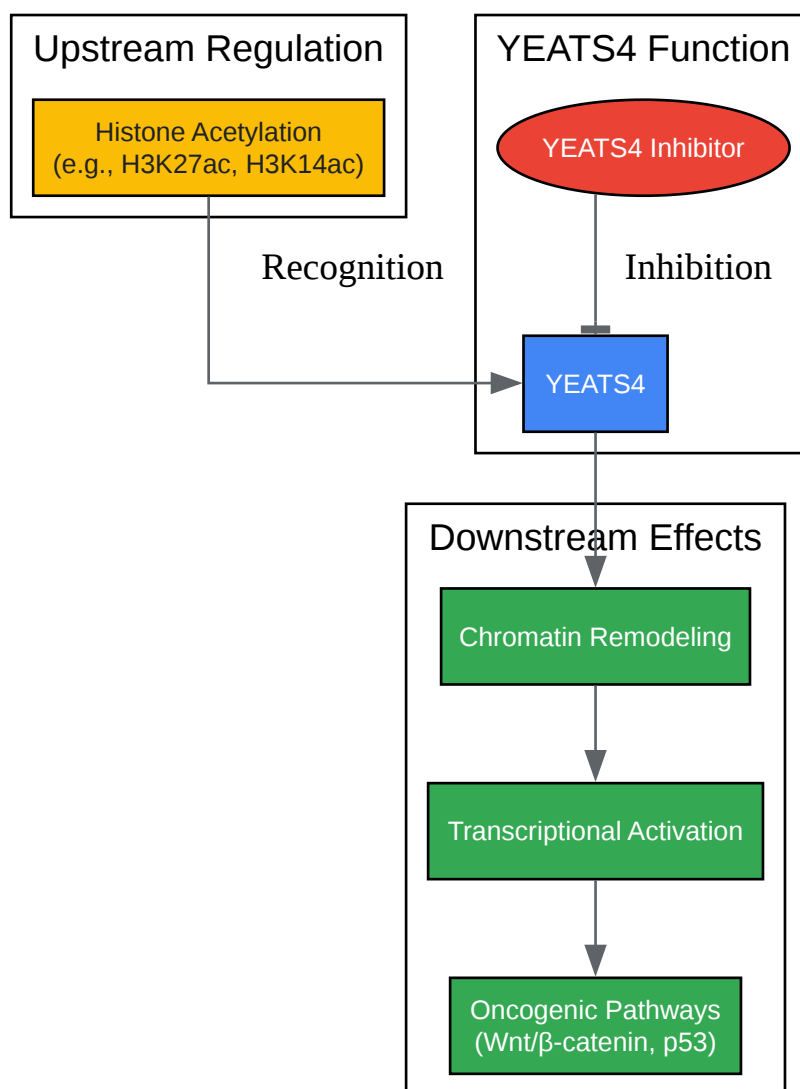 Upstream Regulation
Histone Acetylation
(e.g., H3K27ac, H3K14ac)
YEATS4 Function
YEATS4 Inhibitor
Recognition
Inhibition
YEATS4
Downstream Effects
Chromatin Remodeling
Transcriptional Activation
Oncogenic Pathways
(Wnt/β-catenin, p53)